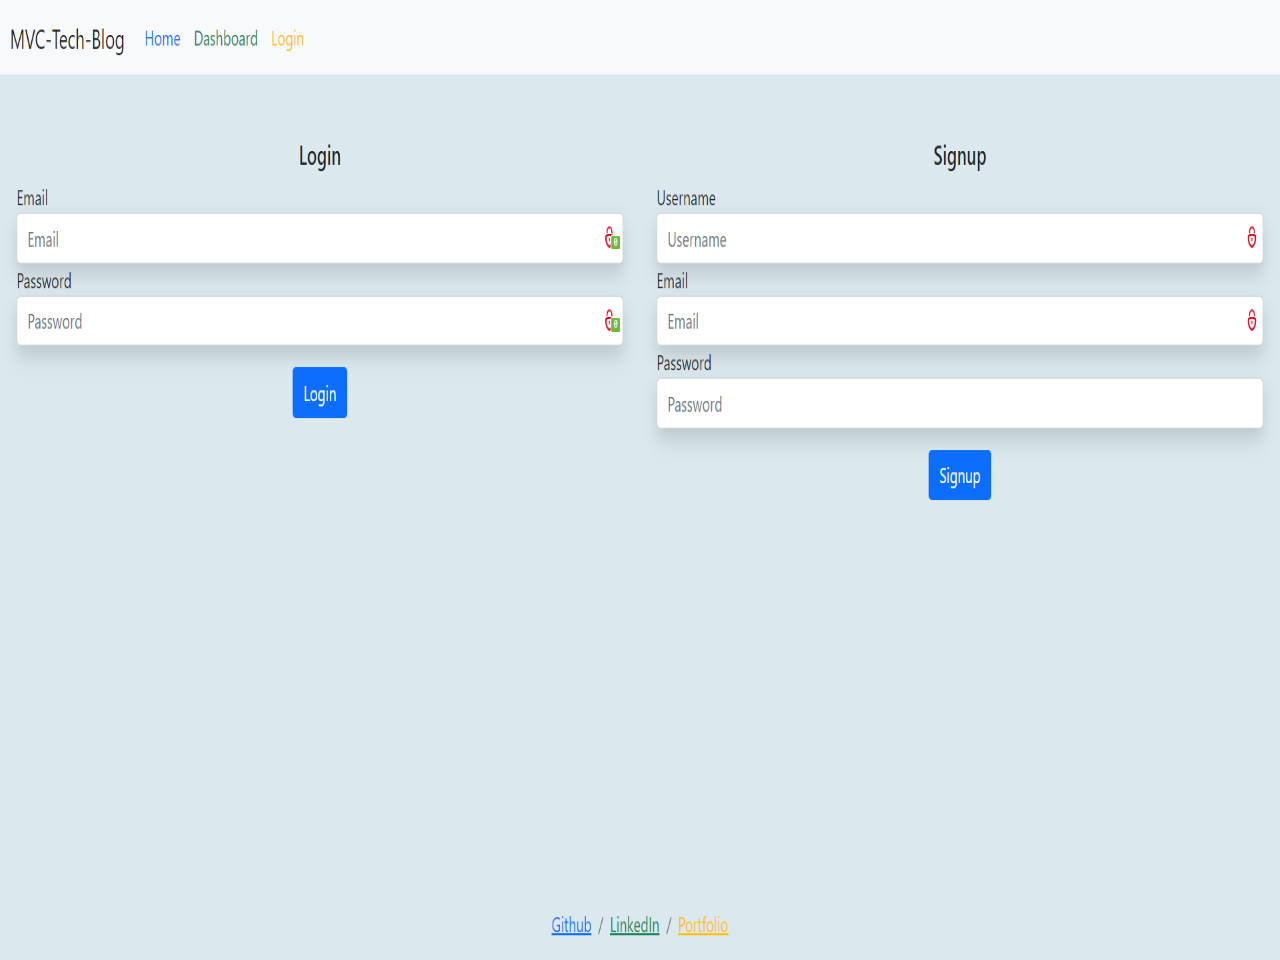 MVC-Tech-Blog Home Dashboard Login
Login
Email
Email
Password
Password
Login
Signup
Username
Username
Email
Email
Password
Password
Signup
Github / LinkedIn / Portfolio